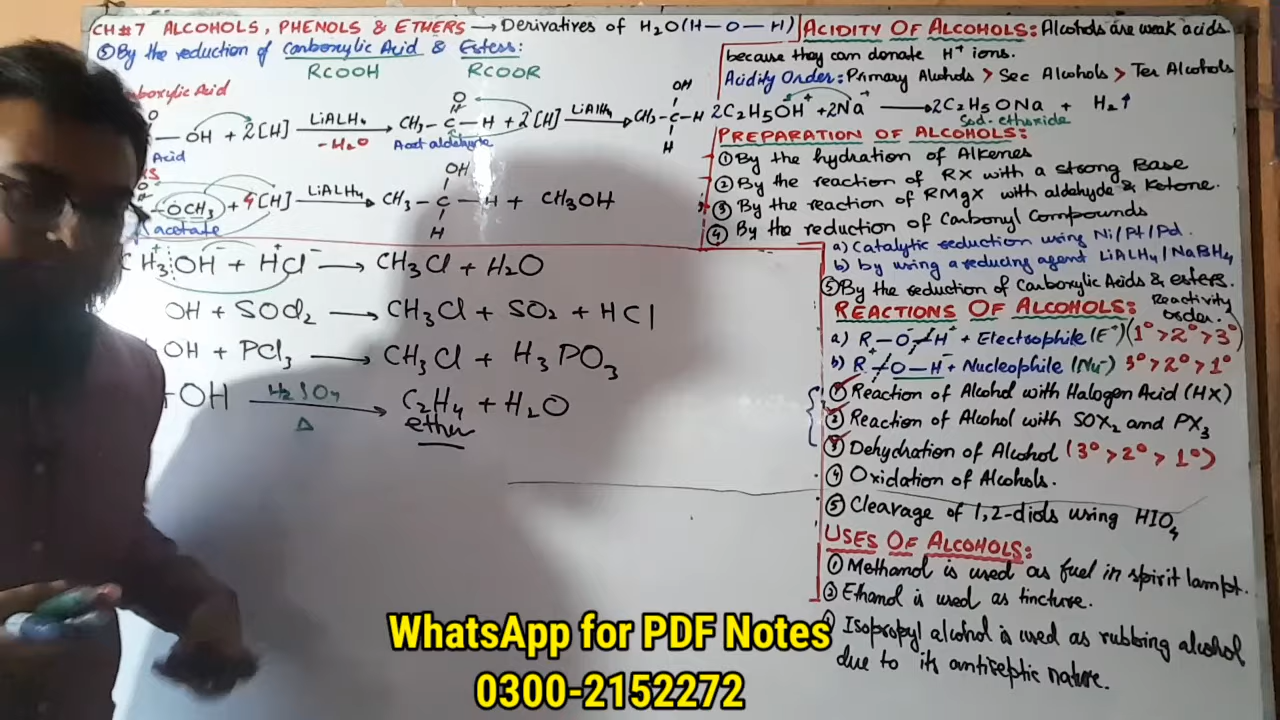 CH#7 ALCOHOLS, PHENOLS & ETHERS → Derivatives of H2O (H-O-H)
⑤ By the reduction of Carboxylic Acid & Esters:
RCOOH RCOOR
boxylic Acid
O
OH + 2[H] LiAlH4 -H2O CH3-C-H + 2[H] LiAlH4 CH3-C-H
O OH H
Acid Acetaldehyde
OCH3 + 4[H] LiAlH4 CH3-C-H + CH3OH
OH H
acetate
CH3 OH + HCl → CH3Cl + H2O
OH + SOCl2 → CH3Cl + SO2 + HCl
OH + PCl3 → CH3Cl + H3PO3
OH H2SO4 Δ → C2H4 + H2O
ether
ACIDITY OF ALCOHOLS: Alcohols are weak acids
because they can donate H+ ions.
Acidity Order: Primary Alcohols > Sec Alcohols > Ter Alcohols
2C2H5OH + 2Na → 2C2H5ONa + H2↑
Sod. ethoxide
PREPARATION OF ALCOHOLS:
① By the hydration of Alkenes
② By the reaction of RX with a strong Base
③ By the reaction of RMgX with aldehyde & Ketone.
④ By the reduction of Carbonyl Compounds
a) Catalytic reduction using Ni/Pt/Pd.
b) by using a reducing agent LiAlH4/NaBH4
⑤ By the reduction of Carboxylic Acids & esters.
REACTIONS OF ALCOHOLS: Reactivity order.
a) R-O-H + Electrophile (E+) (1°>2°>3°)
b) R-O-H + Nucleophile (Nu-) 3°>2°>1°
① Reaction of Alcohol with Halogen Acid (HX)
② Reaction of Alcohol with SOX2 and PX3
③ Dehydration of Alcohol (3°>2°>1°)
④ Oxidation of Alcohols.
⑤ Cleavage of 1,2-diols using HIO4
USES OF ALCOHOLS:
① Methanol is used as fuel in spirit lampt.
② Ethanol is used as tincture.
Isopropyl alcohol is used as rubbing alcohol
due to its antiseptic nature.
WhatsApp for PDF Notes
0300-2152272